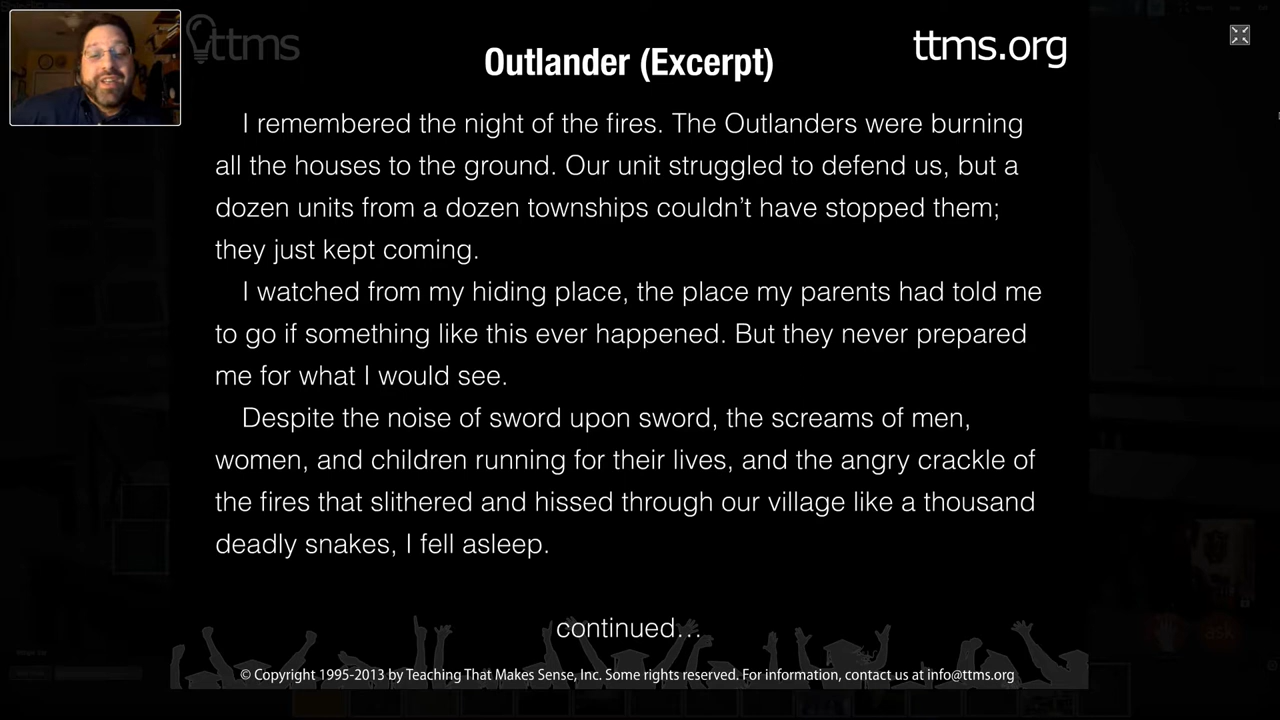 ttms
ttms.org
Outlander (Excerpt)
I remembered the night of the fires. The Outlanders were burning
all the houses to the ground. Our unit struggled to defend us, but a
dozen units from a dozen townships couldn’t have stopped them;
they just kept coming.
I watched from my hiding place, the place my parents had told me
to go if something like this ever happened. But they never prepared
me for what I would see.
Despite the noise of sword upon sword, the screams of men,
women, and children running for their lives, and the angry crackle of
the fires that slithered and hissed through our village like a thousand
deadly snakes, I fell asleep.
continued…
ask
© Copyright 1995-2013 by Teaching That Makes Sense, Inc. Some rights reserved. For information, contact us at info@ttms.org